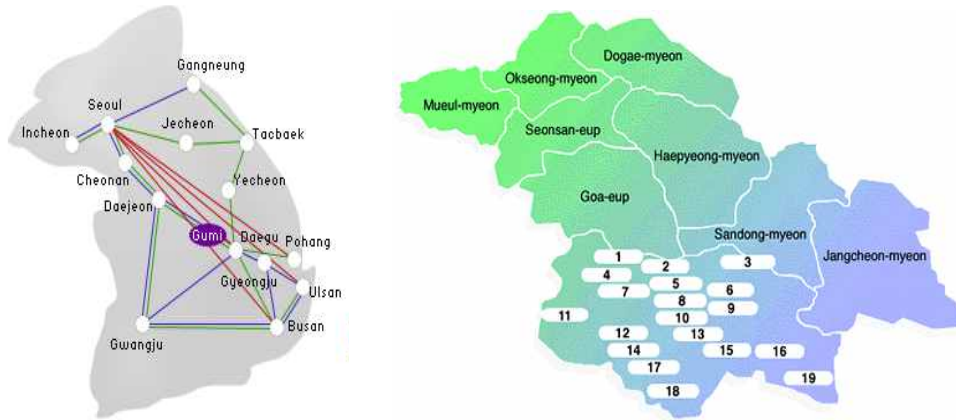 Gangneung
Seoul
Incheon
Jecheon
Tacbaek
Cheonan
Yecheon
Daejeon
Gumi
Daegu
Pohang
Gyeongju
Ulsan
Gwangju
Busan
Dogae-myeon
Okseong-myeon
Mueul-myeon
Seonsan-eup
Haepyeong-myeon
Goa-eup
Sandong-myeon
Jangcheon-myeon
1
2
3
4
5
6
7
8
9
10
11
12
13
14
15
16
17
18
19